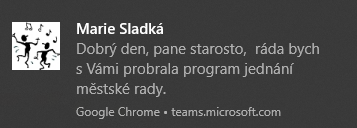 Marie Sladká
Dobrý den, pane starosto,  ráda bych
s Vámi probrala program jednání
městské rady.
Google Chrome • teams.microsoft.com